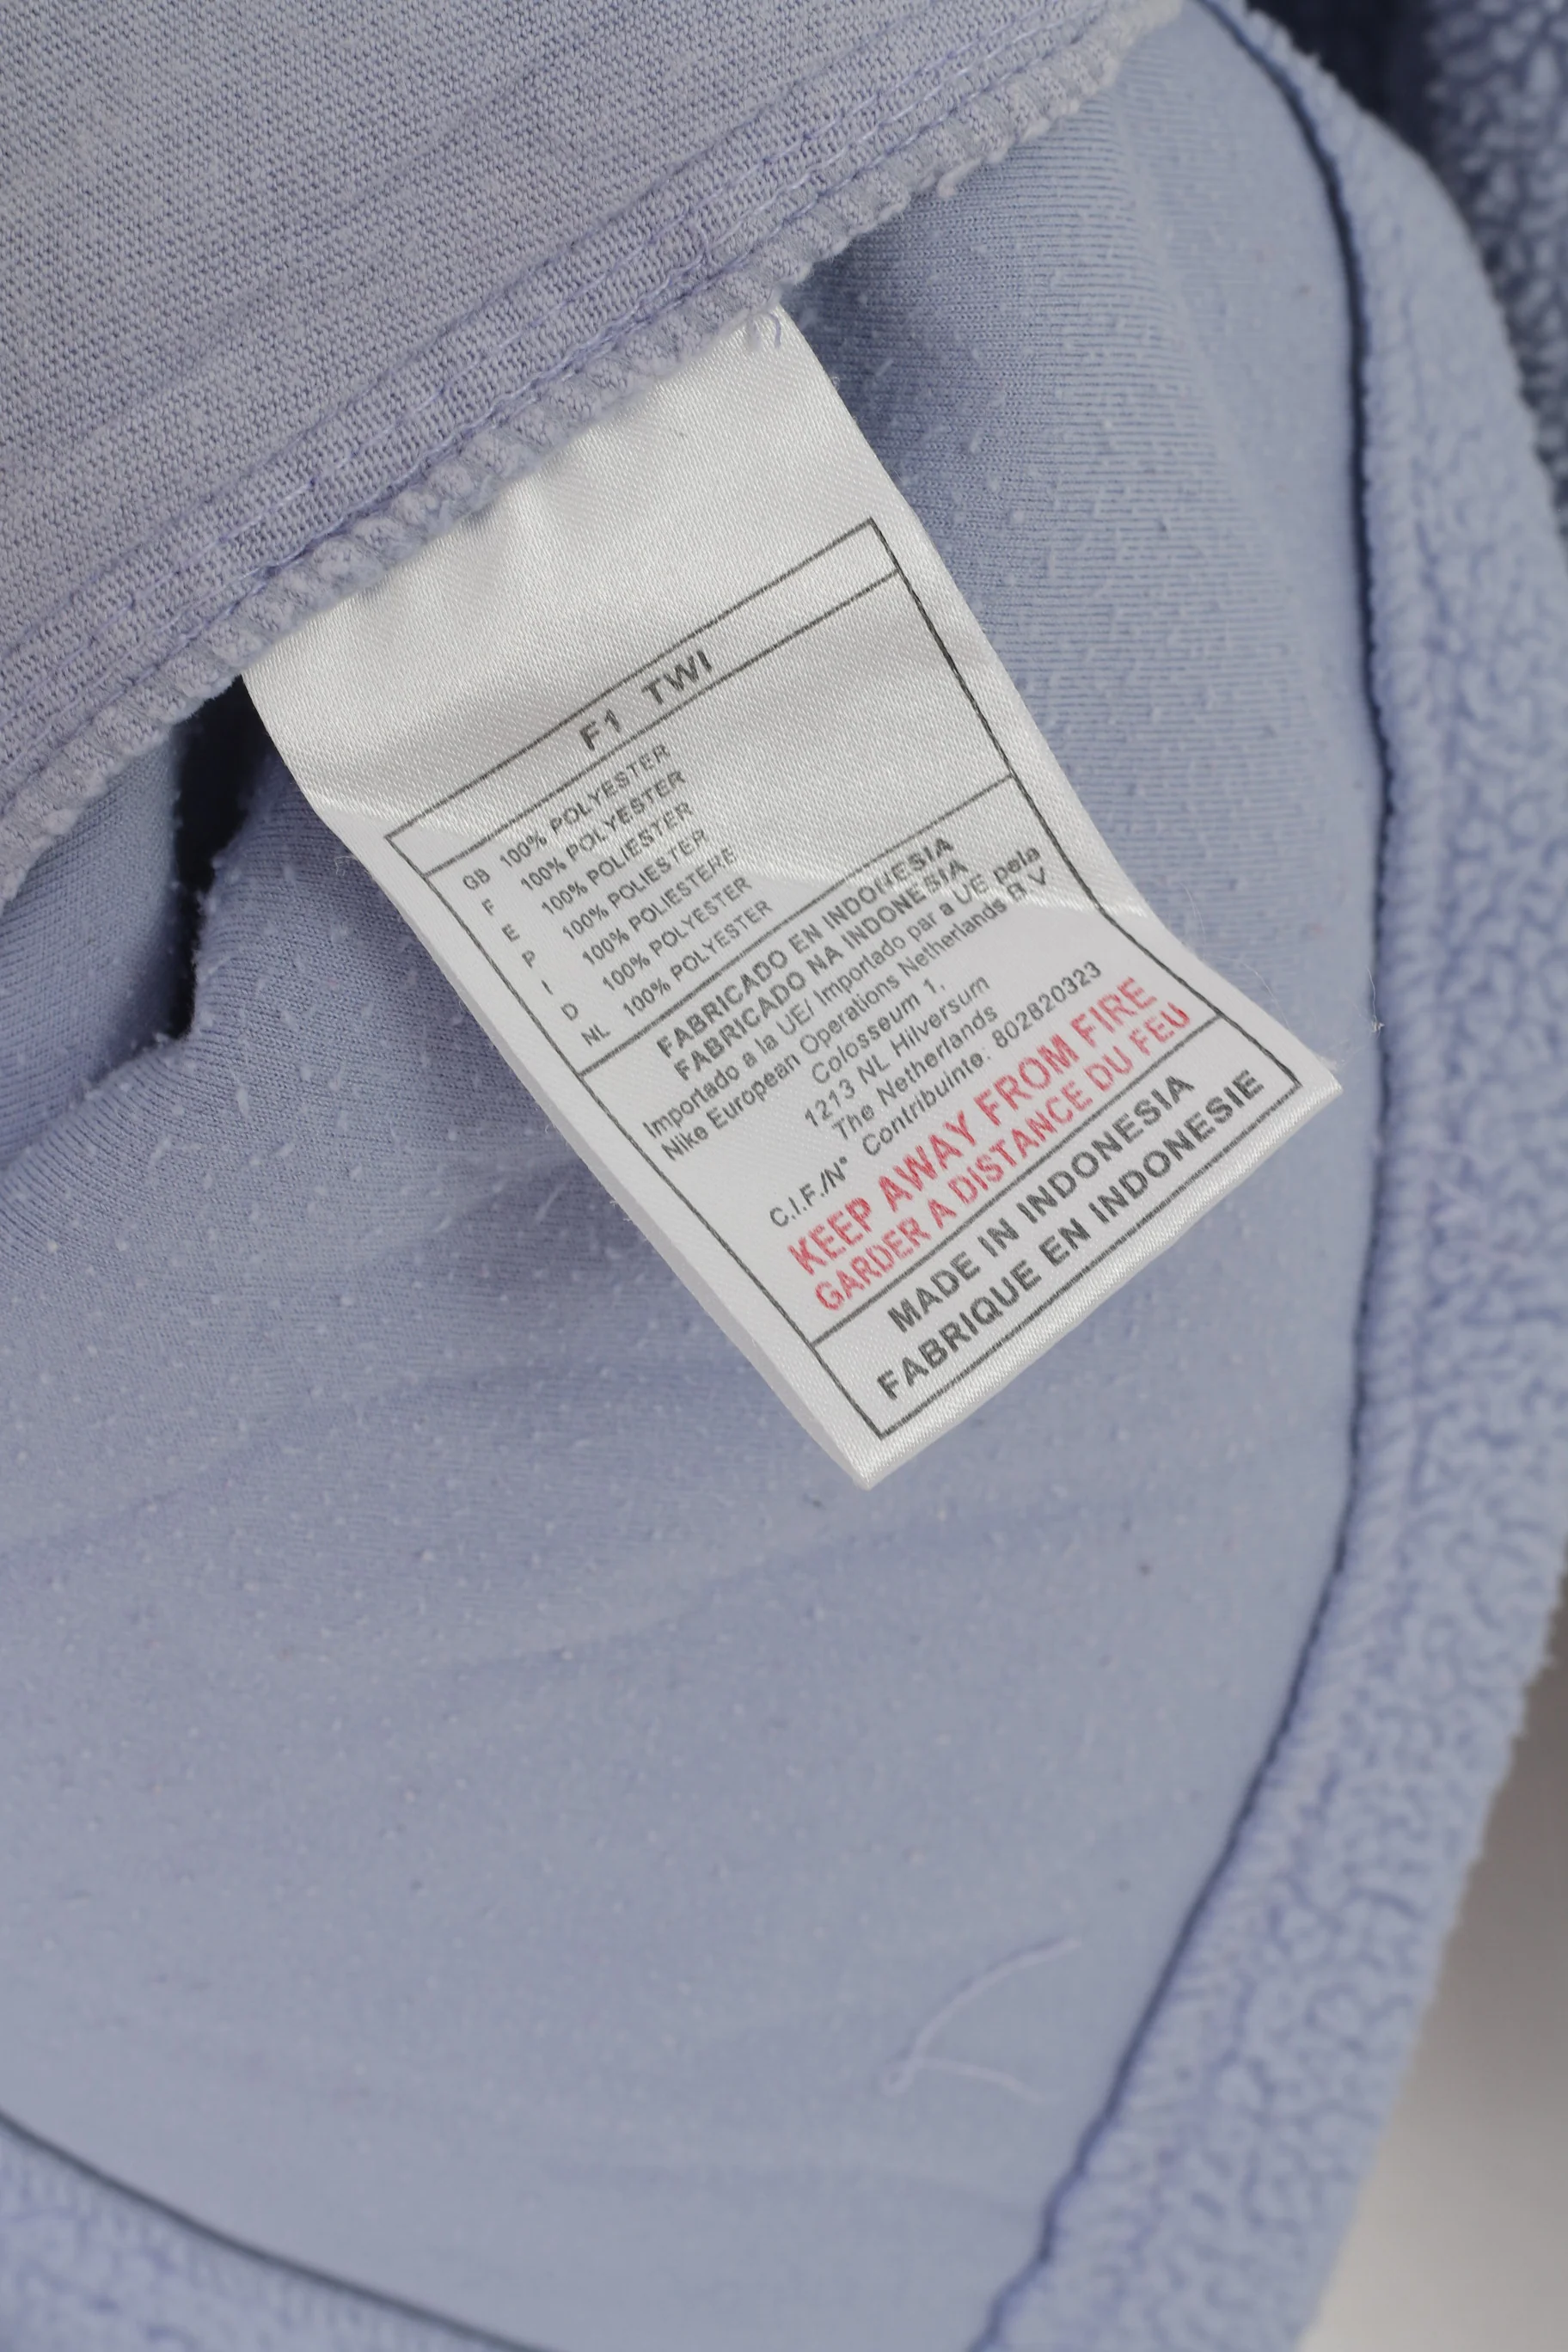 F1 TWI
GB 100% POLYESTER
F 100% POLYESTER
E 100% POLIESTER
P 100% POLIESTER
I 100% POLIESTERE
D 100% POLYESTER
NL 100% POLYESTER
FABRICADO EN INDONESIA
FABRICADO NA INDONESIA
Importado a la UE/ Importado par a UE pela
Nike European Operations Netherlands B V
Colosseum 1,
1213 NL Hilversum
The Netherlands
C.I.F./N° Contribuinte: 802820323
KEEP AWAY FROM FIRE
GARDER A DISTANCE DU FEU
MADE IN INDONESIA
FABRIQUE EN INDONESIE